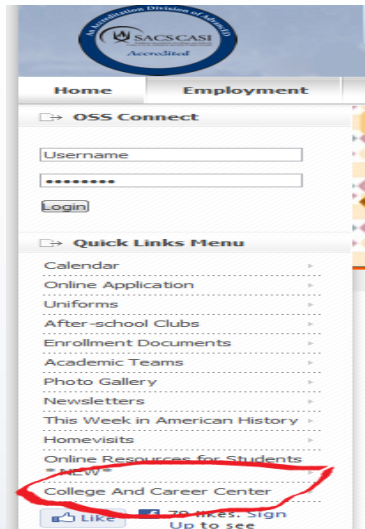 An Accreditation Division of AdvancED
SACS CASI
Accredited
Home Employment
OSS Connect
Username
••••••••
Login
Quick Links Menu
Calendar
Online Application
Uniforms
After-school Clubs
Enrollment Documents
Academic Teams
Photo Gallery
Newsletters
This Week in American History
Homevisits
Online Resources for Students
*NEW*
College And Career Center
Like 79 likes. Sign
Up to see